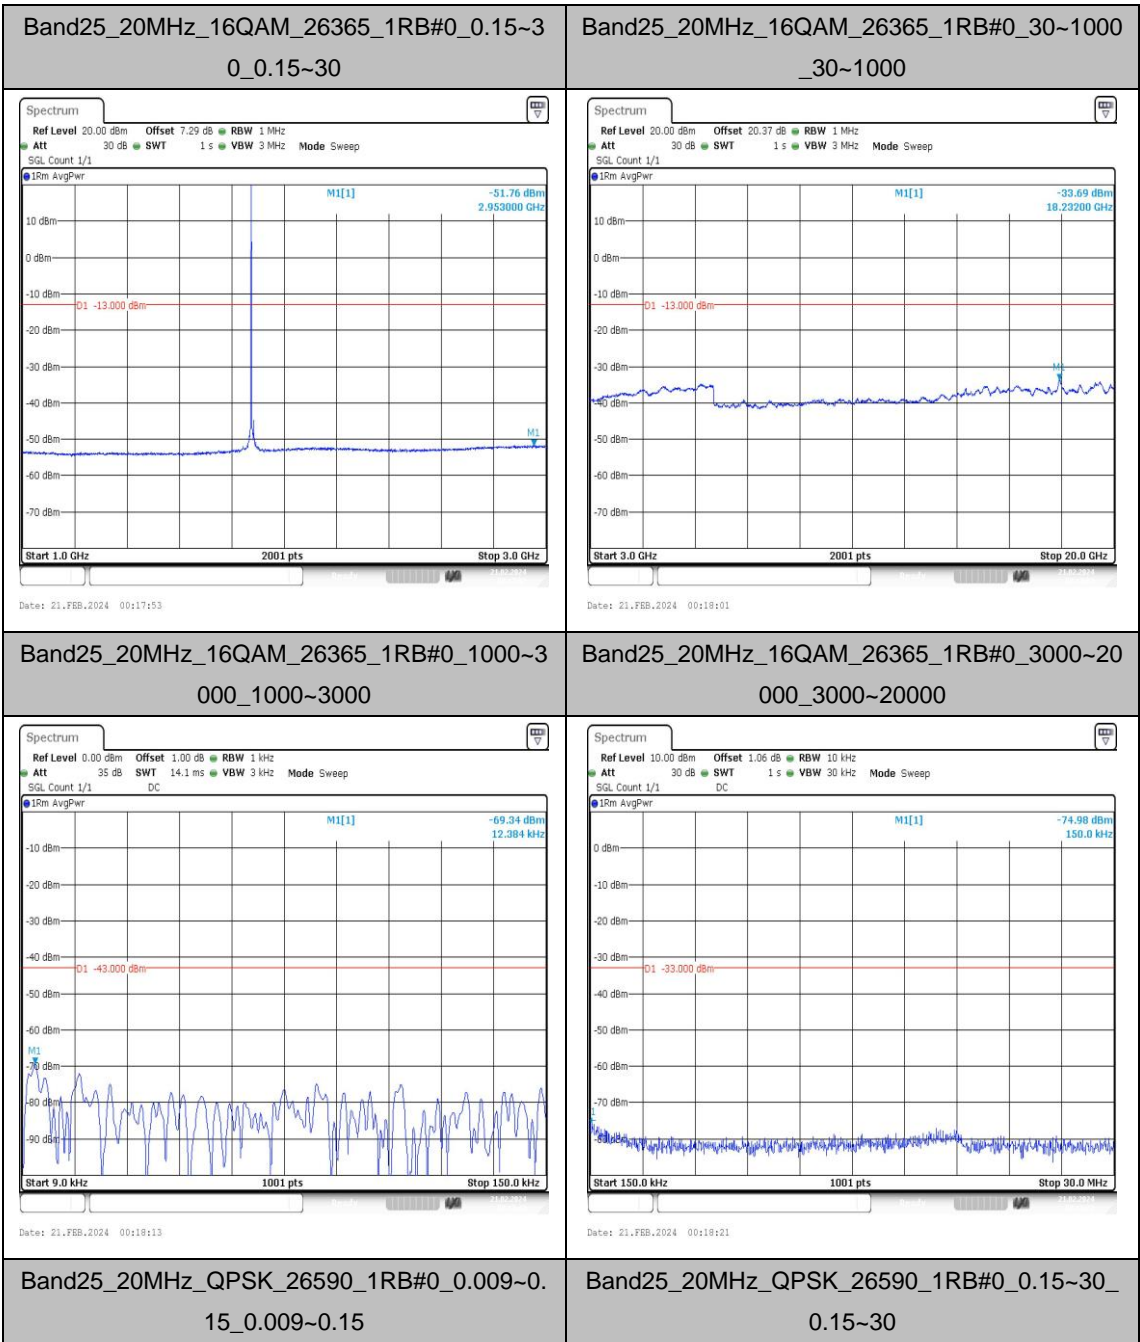 Band25_20MHz_16QAM_26365_1RB#0_0.15~3
0_0.15~30
Band25_20MHz_16QAM_26365_1RB#0_30~1000
_30~1000
Spectrum
Ref Level 20.00 dBm Offset 7.29 dB RBW 1 MHz
Att 30 dB SWT 1 s VBW 3 MHz Mode Sweep
SGL Count 1/1
1Rm AvgPwr
M1[1] -51.76 dBm
2.953000 GHz
10 dBm
0 dBm
-10 dBm
D1 -13.000 dBm
-20 dBm
-30 dBm
-40 dBm
-50 dBm
M1
-60 dBm
-70 dBm
Start 1.0 GHz 2001 pts Stop 3.0 GHz
Date: 21.FEB.2024 00:17:53
Spectrum
Ref Level 20.00 dBm Offset 20.37 dB RBW 1 MHz
Att 30 dB SWT 1 s VBW 3 MHz Mode Sweep
SGL Count 1/1
1Rm AvgPwr
M1[1] -33.69 dBm
18.23200 GHz
10 dBm
0 dBm
-10 dBm
D1 -13.000 dBm
-20 dBm
-30 dBm
M1
-40 dBm
-50 dBm
-60 dBm
-70 dBm
Start 3.0 GHz 2001 pts Stop 20.0 GHz
Date: 21.FEB.2024 00:18:01
Band25_20MHz_16QAM_26365_1RB#0_1000~3
000_1000~3000
Band25_20MHz_16QAM_26365_1RB#0_3000~20
000_3000~20000
Spectrum
Ref Level 0.00 dBm Offset 1.00 dB RBW 1 kHz
Att 35 dB SWT 14.1 ms VBW 3 kHz Mode Sweep
SGL Count 1/1 DC
1Rm AvgPwr
M1[1] -69.34 dBm
12.384 kHz
-10 dBm
-20 dBm
-30 dBm
-40 dBm
D1 -43.000 dBm
-50 dBm
-60 dBm
M1
-70 dBm
-80 dBm
-90 dBm
Start 9.0 kHz 1001 pts Stop 150.0 kHz
Date: 21.FEB.2024 00:18:13
Spectrum
Ref Level 10.00 dBm Offset 1.06 dB RBW 10 kHz
Att 30 dB SWT 1 s VBW 30 kHz Mode Sweep
SGL Count 1/1 DC
1Rm AvgPwr
M1[1] -74.98 dBm
150.0 kHz
0 dBm
-10 dBm
-20 dBm
-30 dBm
D1 -33.000 dBm
-40 dBm
-50 dBm
-60 dBm
-70 dBm
Start 150.0 kHz 1001 pts Stop 30.0 MHz
Date: 21.FEB.2024 00:18:21
Band25_20MHz_QPSK_26590_1RB#0_0.009~0.
15_0.009~0.15
Band25_20MHz_QPSK_26590_1RB#0_0.15~30_
0.15~30